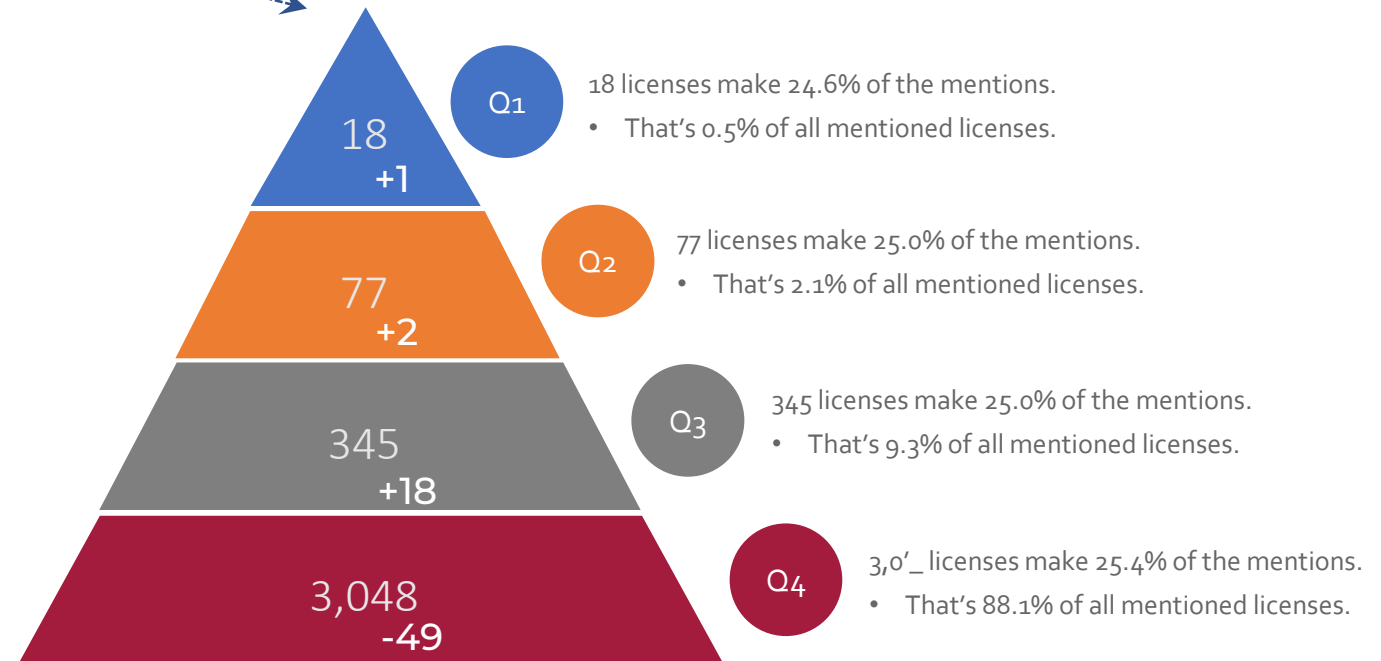 18
+1
Q1
18 licenses make 24.6% of the mentions.
• That's 0.5% of all mentioned licenses.
77
+2
Q2
77 licenses make 25.0% of the mentions.
• That's 2.1% of all mentioned licenses.
345
+18
Q3
345 licenses make 25.0% of the mentions.
• That's 9.3% of all mentioned licenses.
3,048
-49
Q4
3,0'_ licenses make 25.4% of the mentions.
• That's 88.1% of all mentioned licenses.